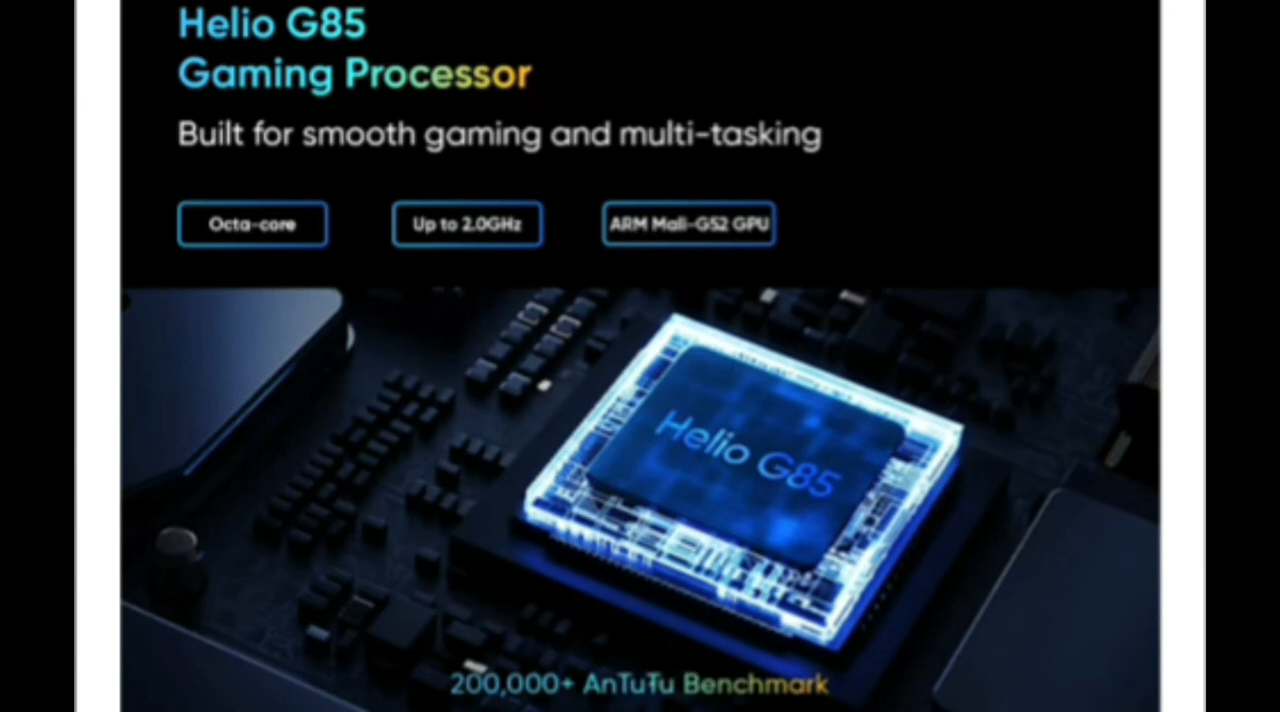 Helio G85
Gaming Processor
Built for smooth gaming and multi-tasking
Octa-core
Up to 2.0GHz
ARM Mali-G52 GPU
Helio G85
200,000+ AnTuTu Benchmark